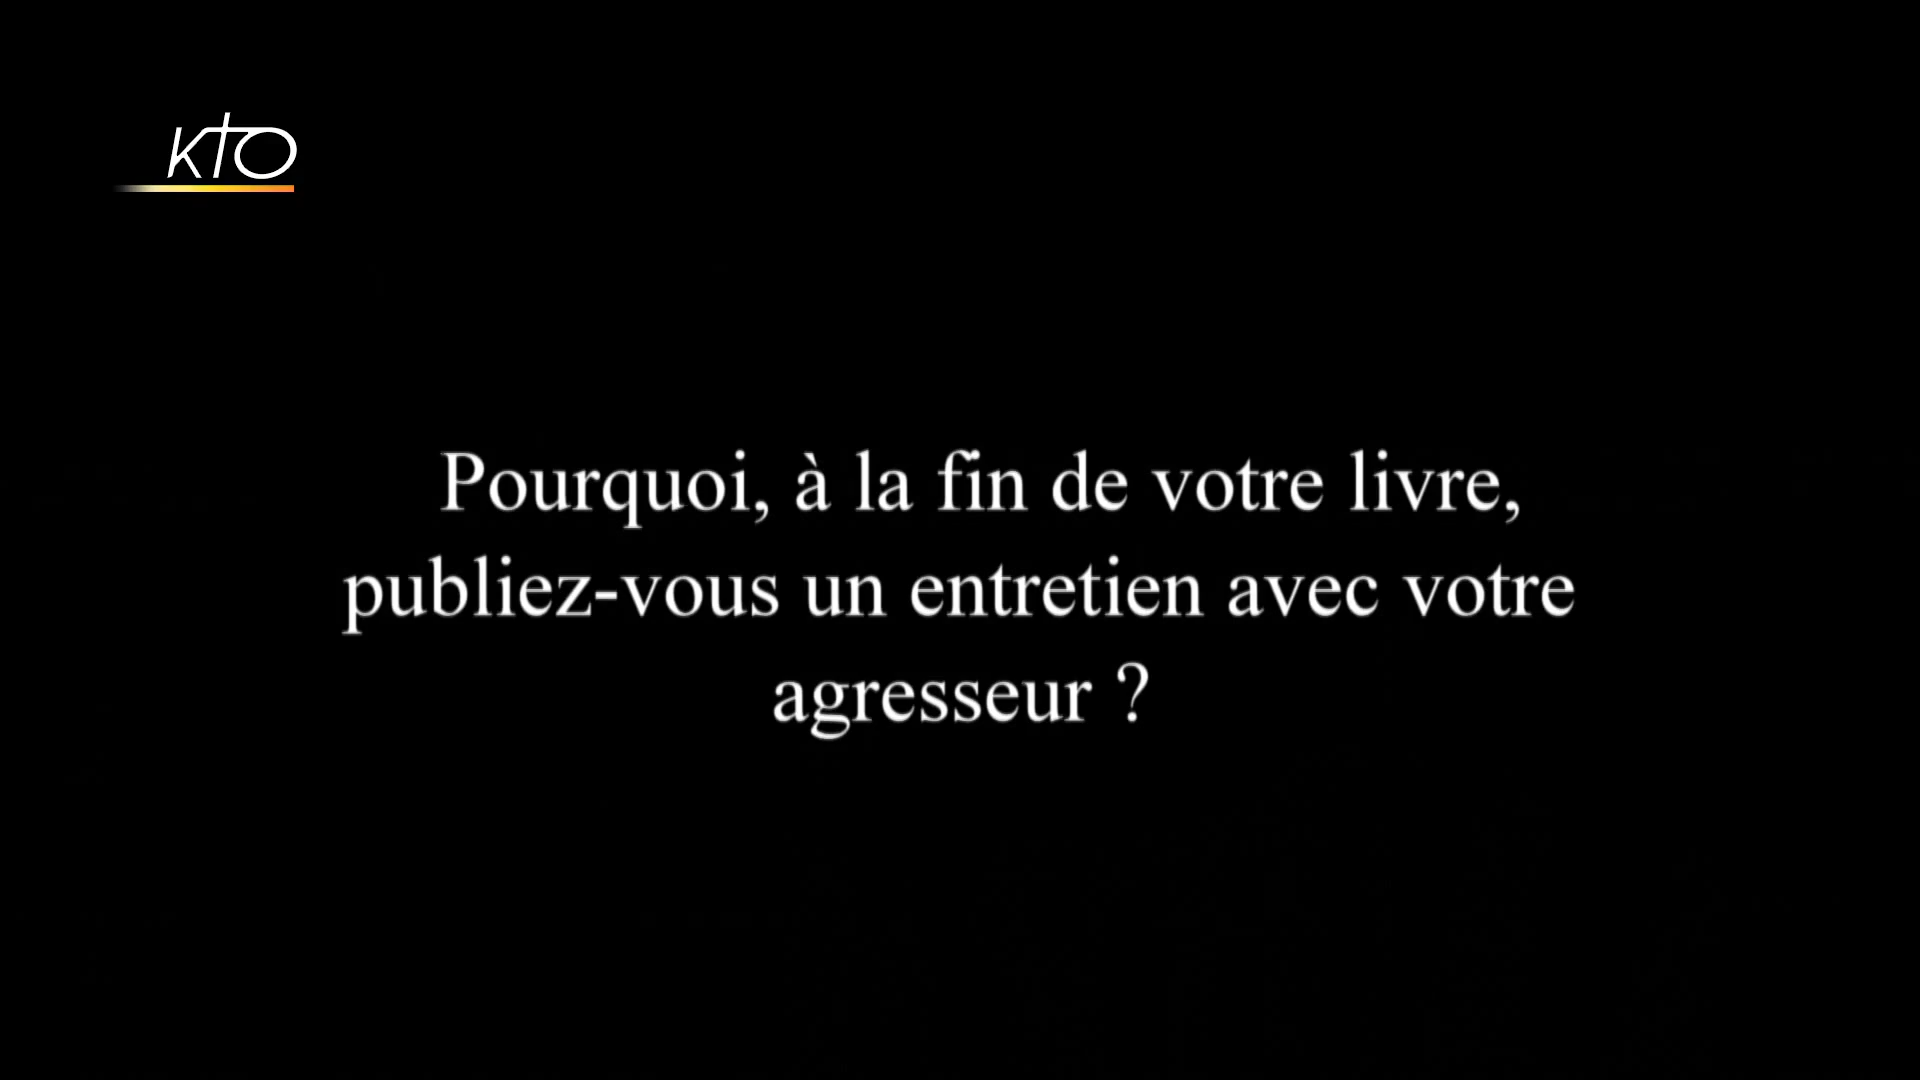 KTO
Pourquoi, à la fin de votre livre,
publiez-vous un entretien avec votre
agresseur ?